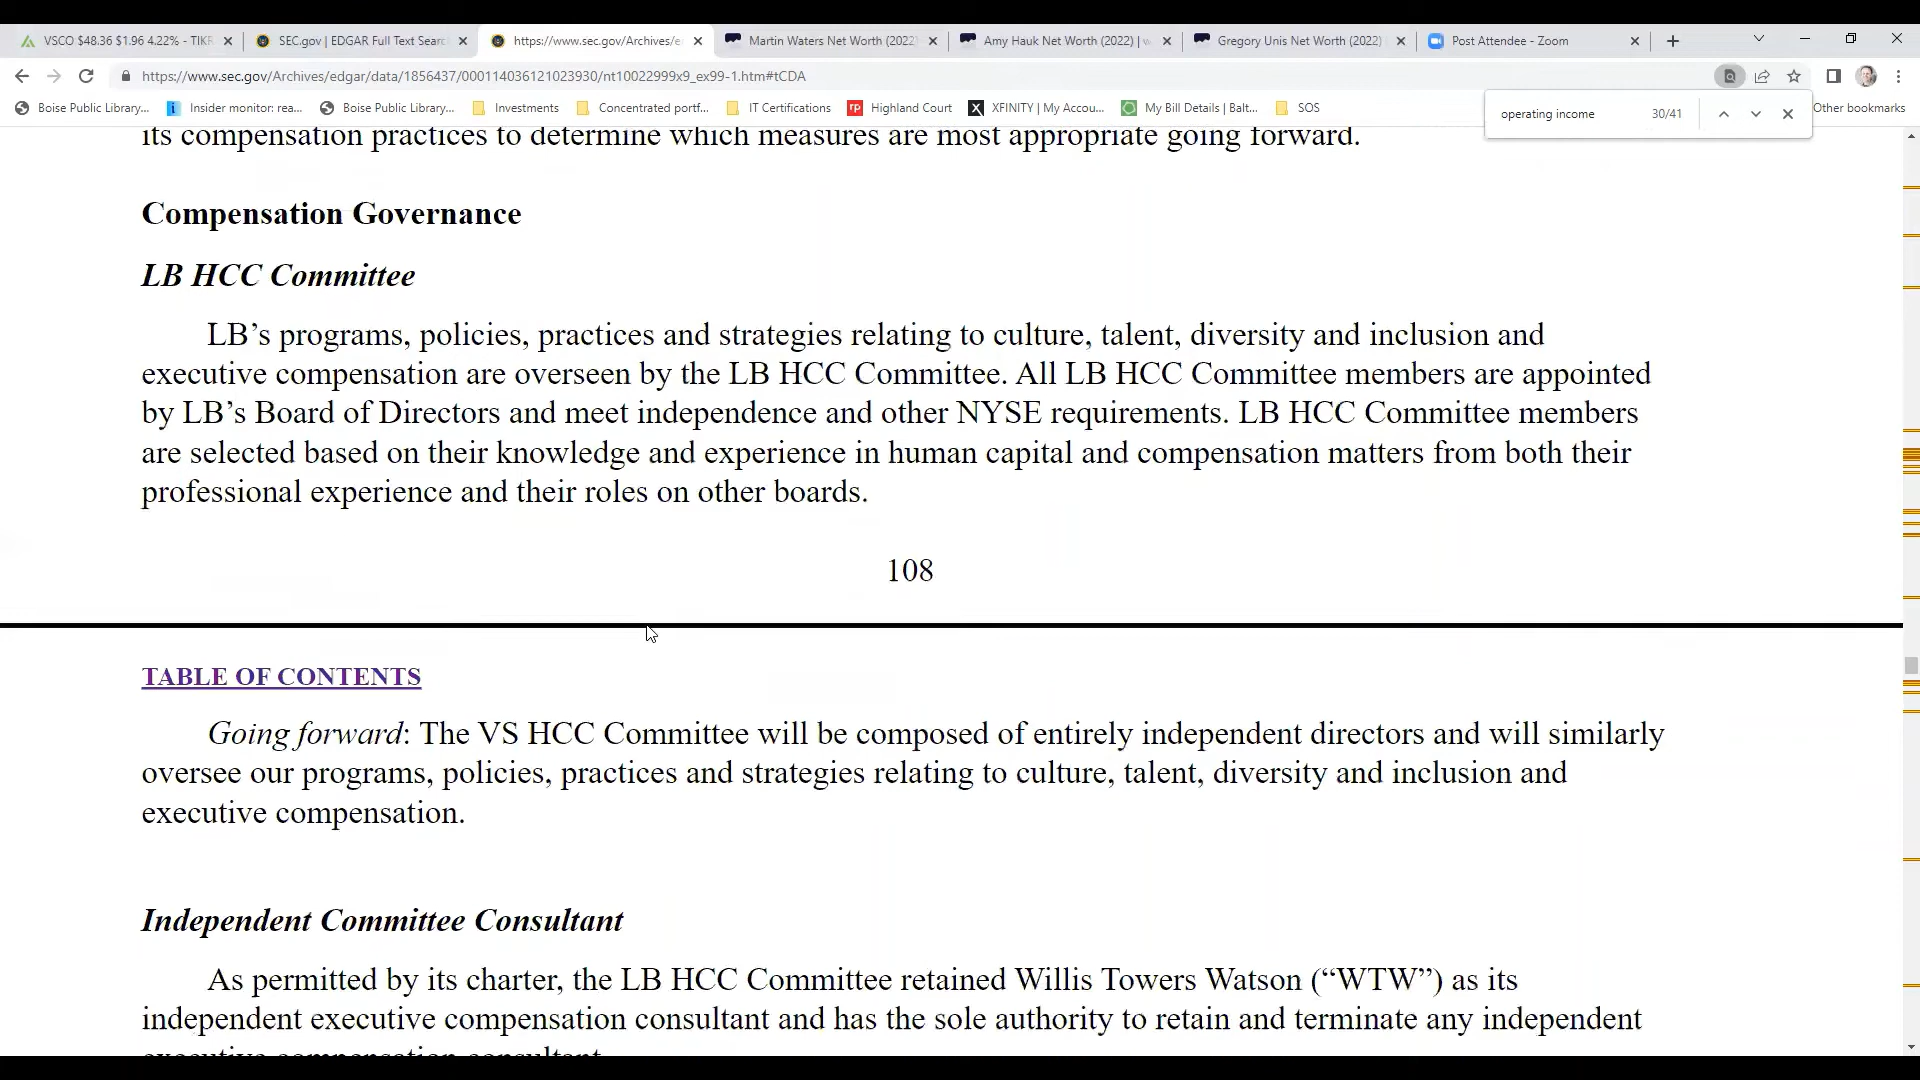 VSCO $48.36 $1.96 4.22% - TIKR
SEC.gov | EDGAR Full Text Searc
https://www.sec.gov/Archives/e
Martin Waters Net Worth (2022)
Amy Hauk Net Worth (2022) | w
Gregory Unis Net Worth (2022)
Post Attendee - Zoom
https://www.sec.gov/Archives/edgar/data/1856437/000114036121023930/nt10022999x9_ex99-1.htm#tCDA
Boise Public Library...
Insider monitor: rea...
Boise Public Library...
Investments
Concentrated portf...
IT Certifications
rp
Highland Court
X
XFINITY | My Accou...
My Bill Details | Balt...
SOS
Other bookmarks
operating income 30/41
its compensation practices to determine which measures are most appropriate going forward.
Compensation Governance
LB HCC Committee
LB’s programs, policies, practices and strategies relating to culture, talent, diversity and inclusion and
executive compensation are overseen by the LB HCC Committee. All LB HCC Committee members are appointed
by LB’s Board of Directors and meet independence and other NYSE requirements. LB HCC Committee members
are selected based on their knowledge and experience in human capital and compensation matters from both their
professional experience and their roles on other boards.
108
TABLE OF CONTENTS
Going forward: The VS HCC Committee will be composed of entirely independent directors and will similarly
oversee our programs, policies, practices and strategies relating to culture, talent, diversity and inclusion and
executive compensation.
Independent Committee Consultant
As permitted by its charter, the LB HCC Committee retained Willis Towers Watson (“WTW”) as its
independent executive compensation consultant and has the sole authority to retain and terminate any independent
executive compensation consultant.